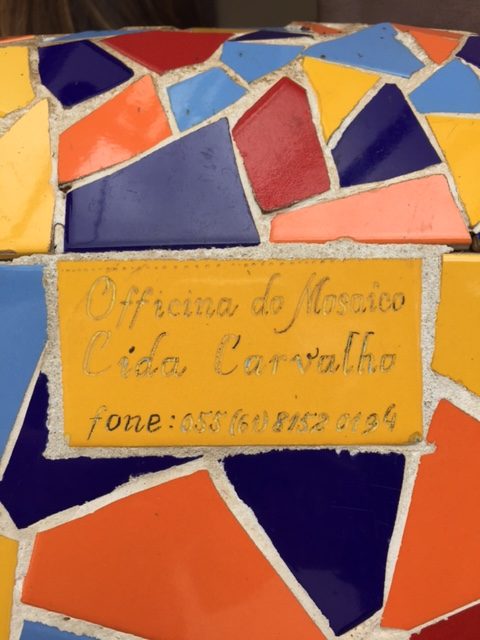 Officina do Mosaico
Cida Carvalho
fone: 055 (61) 8152 0194